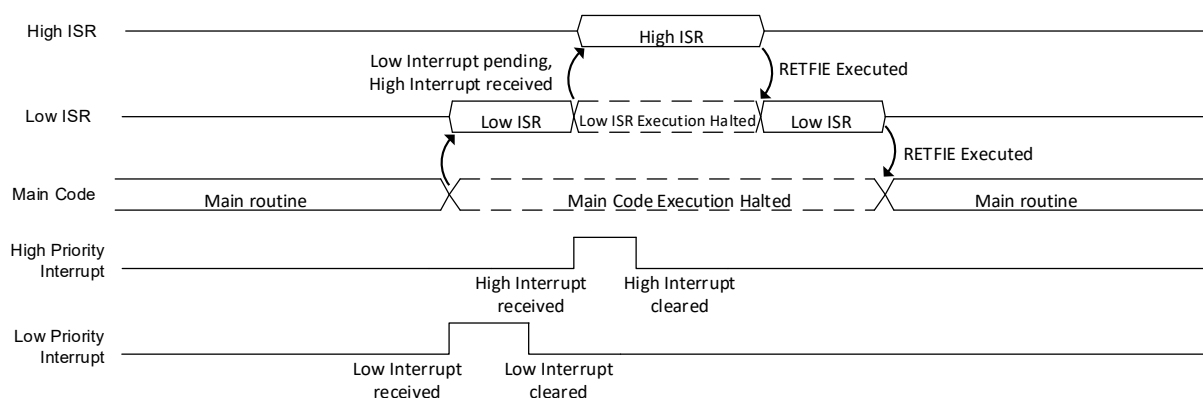 High ISR
High ISR
Low Interrupt pending,
High Interrupt received
RETFIE Executed
Low ISR
Low ISR
Low ISR Execution Halted
Low ISR
RETFIE Executed
Main Code
Main routine
Main Code Execution Halted
Main routine
High Priority
Interrupt
High Interrupt
received
High Interrupt
cleared
Low Priority
Interrupt
Low Interrupt
received
Low Interrupt
cleared